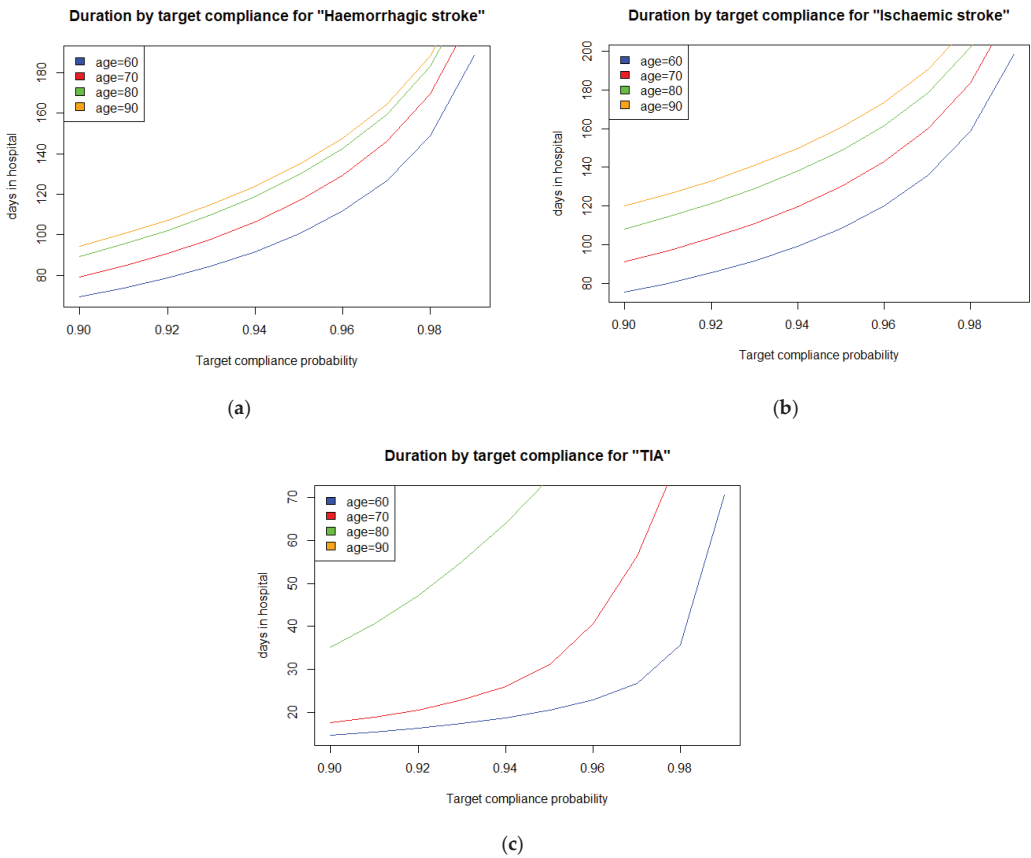 Duration by target compliance for "Haemorrhagic stroke"
age=60
age=70
age=80
age=90
days in hospital
80
100
120
140
160
180
0.90
0.92
0.94
0.96
0.98
Target compliance probability
(a)
Duration by target compliance for "Ischaemic stroke"
age=60
age=70
age=80
age=90
days in hospital
80
100
120
140
160
180
200
0.90
0.92
0.94
0.96
0.98
Target compliance probability
(b)
Duration by target compliance for "TIA"
age=60
age=70
age=80
age=90
days in hospital
20
30
40
50
60
70
0.90
0.92
0.94
0.96
0.98
Target compliance probability
(c)